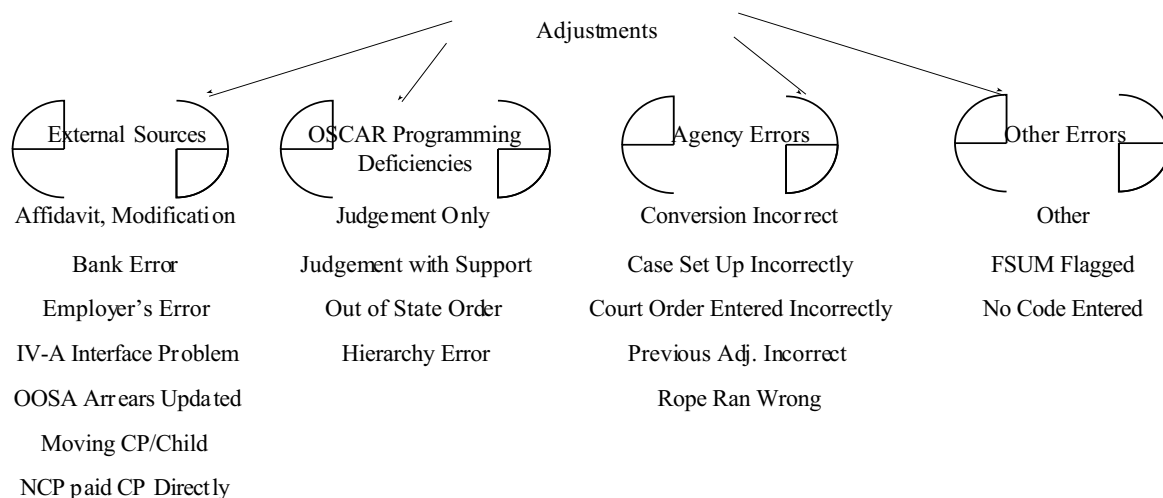 Adjustments
External Sources
Affidavit, Modification
Bank Error
Employer's Error
IV-A Interface Problem
OOSA Arrears Updated
Moving CP/Child
NCP paid CP Directly
OSCAR Programming
Deficiencies
Judgement Only
Judgement with Support
Out of State Order
Hierarchy Error
Agency Errors
Conversion Incorrect
Case Set Up Incorrectly
Court Order Entered Incorrectly
Previous Adj. Incorrect
Rope Ran Wrong
Other Errors
Other
FSUM Flagged
No Code Entered